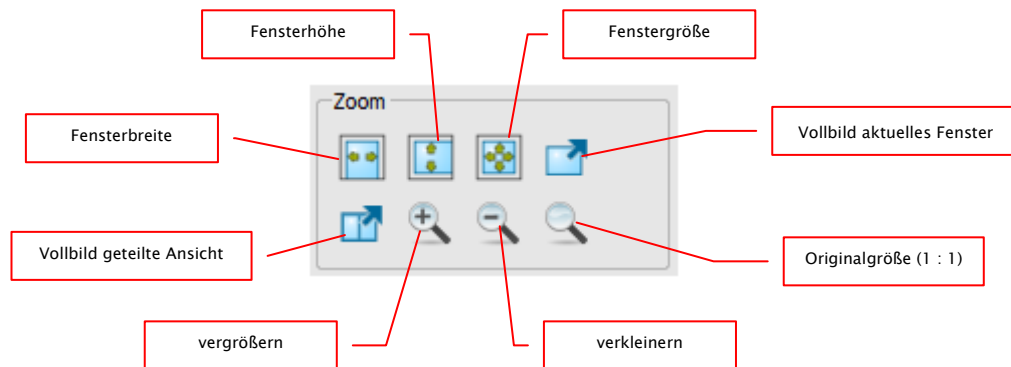 Fensterhöhe
Fenstergröße
Zoom
Fensterbreite
Vollbild aktuelles Fenster
Vollbild geteilte Ansicht
Originalgröße (1 : 1)
vergrößern
verkleinern